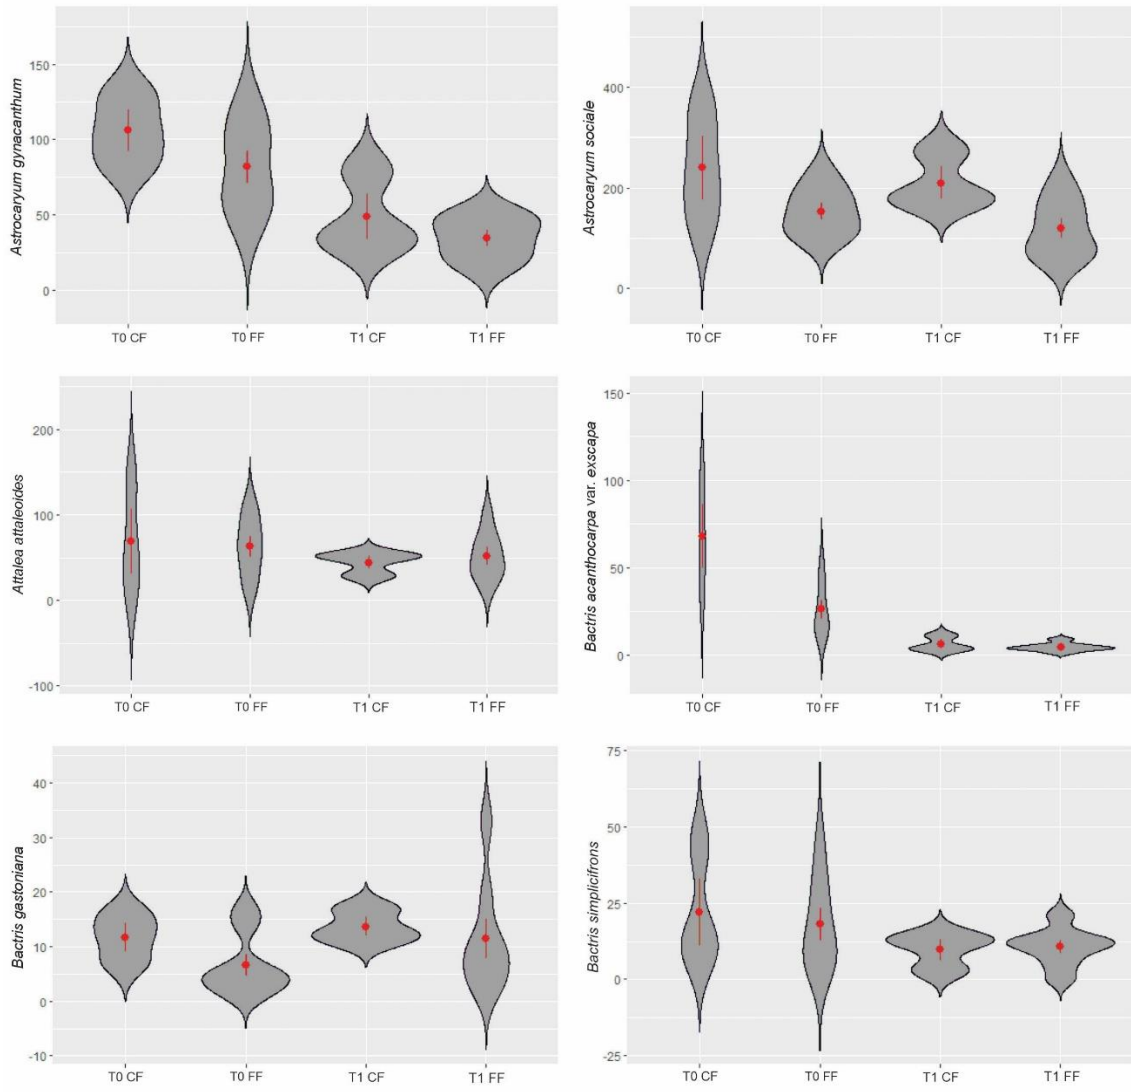 Astrocaryum gynacanthum
150
100
50
0
T0 CF T0 FF T1 CF T1 FF
Astrocaryum sociale
400
200
0
T0 CF T0 FF T1 CF T1 FF
Attalea attaleoides
200
100
0
-100
T0 CF T0 FF T1 CF T1 FF
Bactris acanthocarpa var. exscapa
150
100
50
0
T0 CF T0 FF T1 CF T1 FF
Bactris gastoniana
40
30
20
10
0
-10
T0 CF T0 FF T1 CF T1 FF
Bactris simplicifrons
75
50
25
0
-25
T0 CF T0 FF T1 CF T1 FF